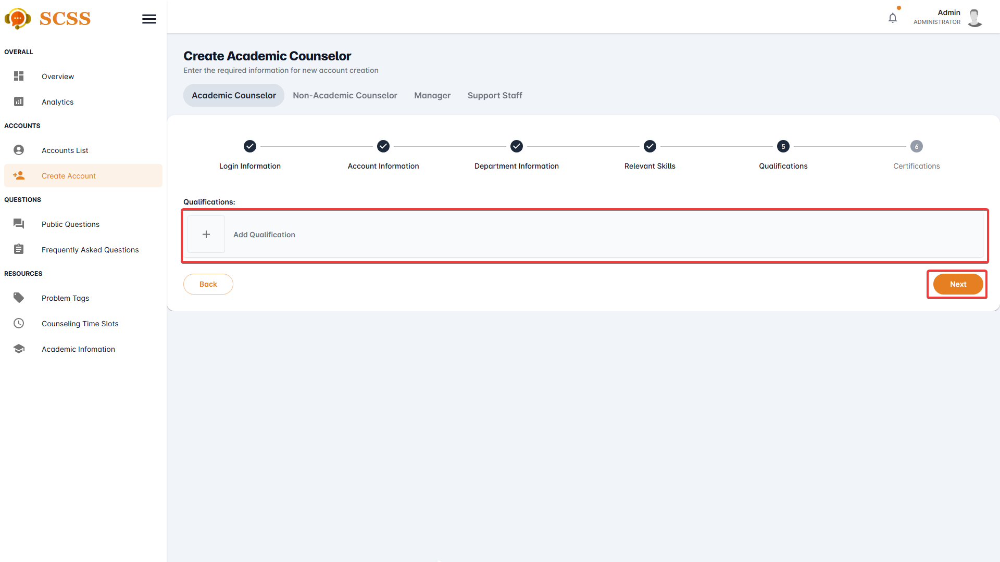 SCSS
Admin
ADMINISTRATOR
OVERALL
Overview
Analytics
ACCOUNTS
Accounts List
Create Account
QUESTIONS
Public Questions
Frequently Asked Questions
RESOURCES
Problem Tags
Counseling Time Slots
Academic Infomation
Create Academic Counselor
Enter the required information for new account creation
Academic Counselor Non-Academic Counselor Manager Support Staff
5 6
Login Information Account Information Department Information Relevant Skills Qualifications Certifications
Qualifications:
Add Qualification
Back Next